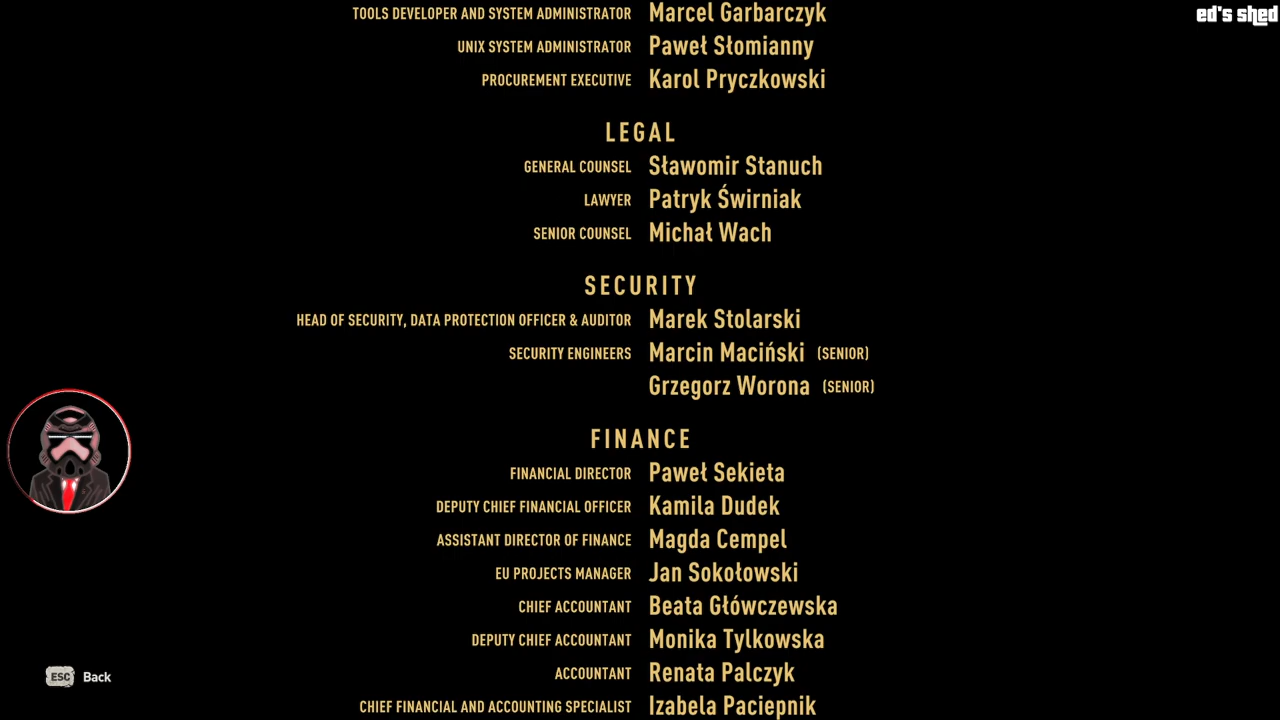 ed's shed
TOOLS DEVELOPER AND SYSTEM ADMINISTRATOR Marcel Garbarczyk
UNIX SYSTEM ADMINISTRATOR Paweł Słomianny
PROCUREMENT EXECUTIVE Karol Pryczkowski
LEGAL
GENERAL COUNSEL Sławomir Stanuch
LAWYER Patryk Świrniak
SENIOR COUNSEL Michał Wach
SECURITY
HEAD OF SECURITY, DATA PROTECTION OFFICER & AUDITOR Marek Stolarski
SECURITY ENGINEERS Marcin Maciński (SENIOR)
Grzegorz Worona (SENIOR)
FINANCE
FINANCIAL DIRECTOR Paweł Sekieta
DEPUTY CHIEF FINANCIAL OFFICER Kamila Dudek
ASSISTANT DIRECTOR OF FINANCE Magda Cempel
EU PROJECTS MANAGER Jan Sokołowski
CHIEF ACCOUNTANT Beata Główczewska
DEPUTY CHIEF ACCOUNTANT Monika Tylkowska
ACCOUNTANT Renata Palczyk
CHIEF FINANCIAL AND ACCOUNTING SPECIALIST Izabela Paciepnik
ESC Back